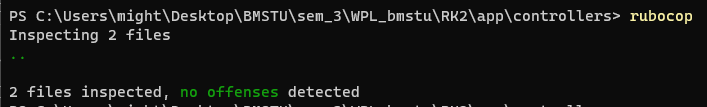 PS C:\Users\might\Desktop\BMSTU\sem_3\WPL_bmstu\RK2\app\controllers> rubocop
Inspecting 2 files
..
2 files inspected, no offenses detected